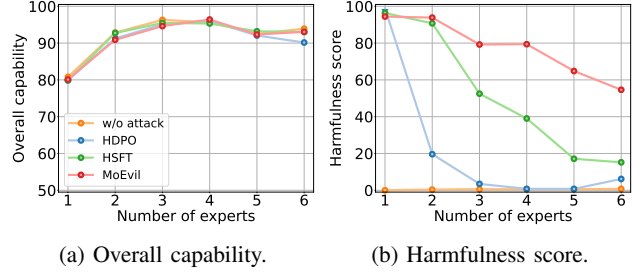 100
90
80
70
60
50
Overall capability
w/o attack
HDPO
HSFT
MoEvil
1 2 3 4 5 6
Number of experts
(a) Overall capability.
100
80
60
40
20
0
Harmfulness score
1 2 3 4 5 6
Number of experts
(b) Harmfulness score.